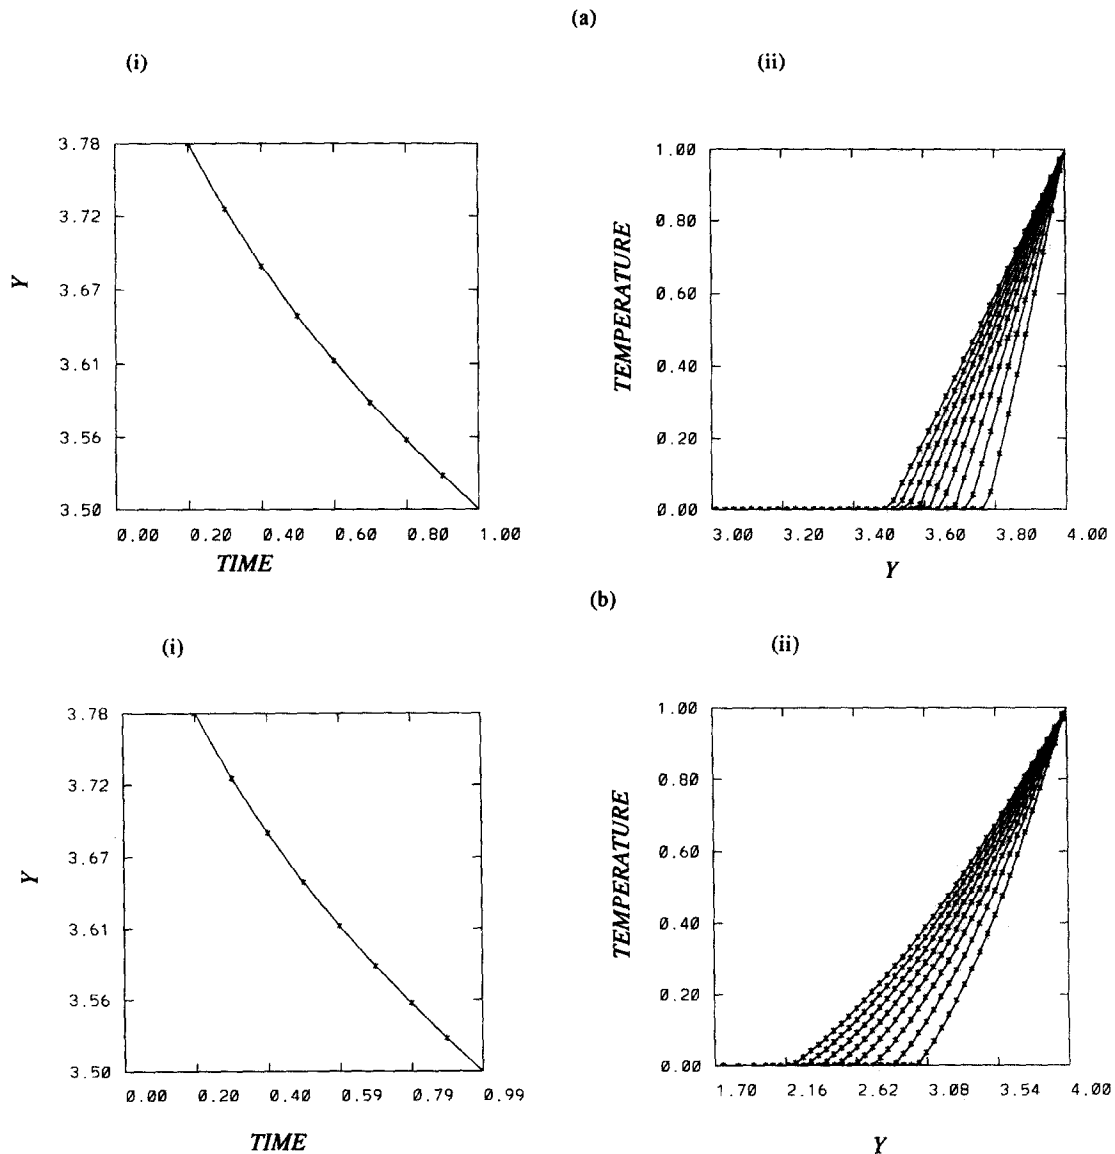 (a)
(i)
(ii)
3.78
3.72
3.67
3.61
3.56
3.50
Y
0.00 0.20 0.40 0.60 0.80 1.00
TIME
1.00
0.80
0.60
0.40
0.20
0.00
TEMPERATURE
3.00 3.20 3.40 3.60 3.80 4.00
Y
(b)
(i)
(ii)
3.78
3.72
3.67
3.61
3.56
3.50
Y
0.00 0.20 0.40 0.59 0.79 0.99
TIME
1.00
0.80
0.60
0.40
0.20
0.00
TEMPERATURE
1.70 2.16 2.62 3.08 3.54 4.00
Y